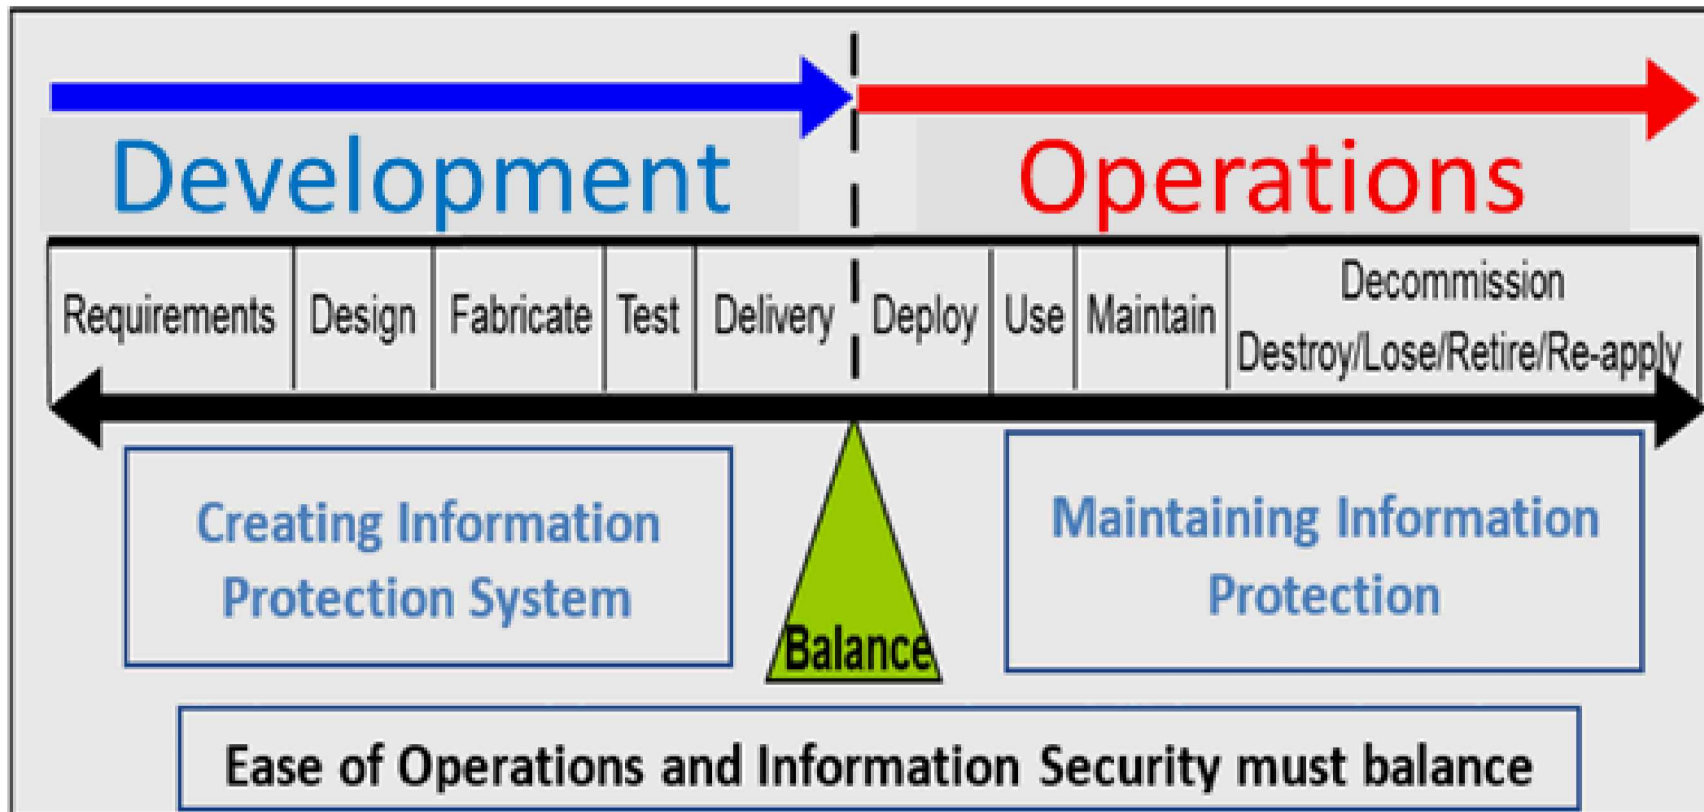 Development
Operations
Requirements
Design
Fabricate
Test
Delivery
Deploy
Use
Maintain
Decommission
Destroy/Lose/Retire/Re-apply
Creating Information
Protection System
Balance
Maintaining Information
Protection
Ease of Operations and Information Security must balance